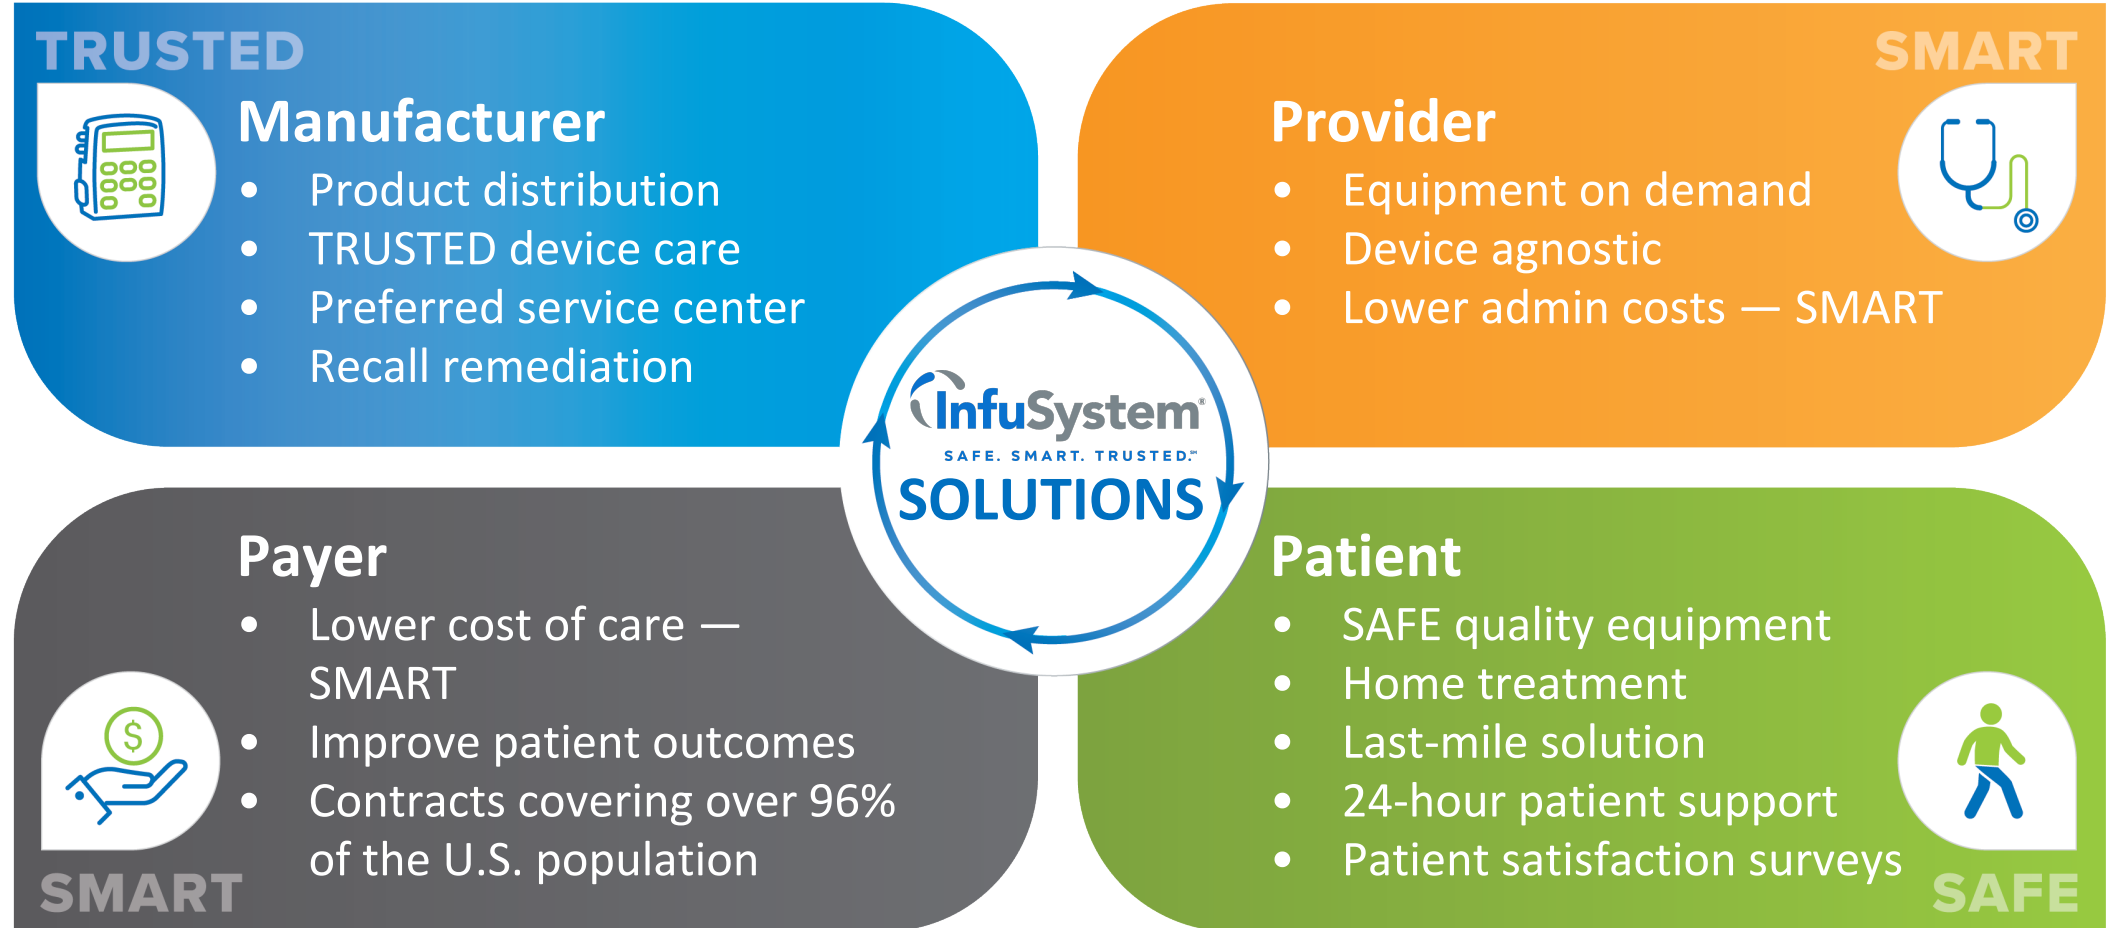 TRUSTED
Manufacturer
• Product distribution
• TRUSTED device care
• Preferred service center
• Recall remediation
SMART
Provider
• Equipment on demand
• Device agnostic
• Lower admin costs — SMART
InfuSystem®
SAFE. SMART. TRUSTED.℠
SOLUTIONS
Payer
• Lower cost of care —
SMART
• Improve patient outcomes
• Contracts covering over 96%
of the U.S. population
$
SMART
Patient
• SAFE quality equipment
• Home treatment
• Last-mile solution
• 24-hour patient support
• Patient satisfaction surveys
SAFE